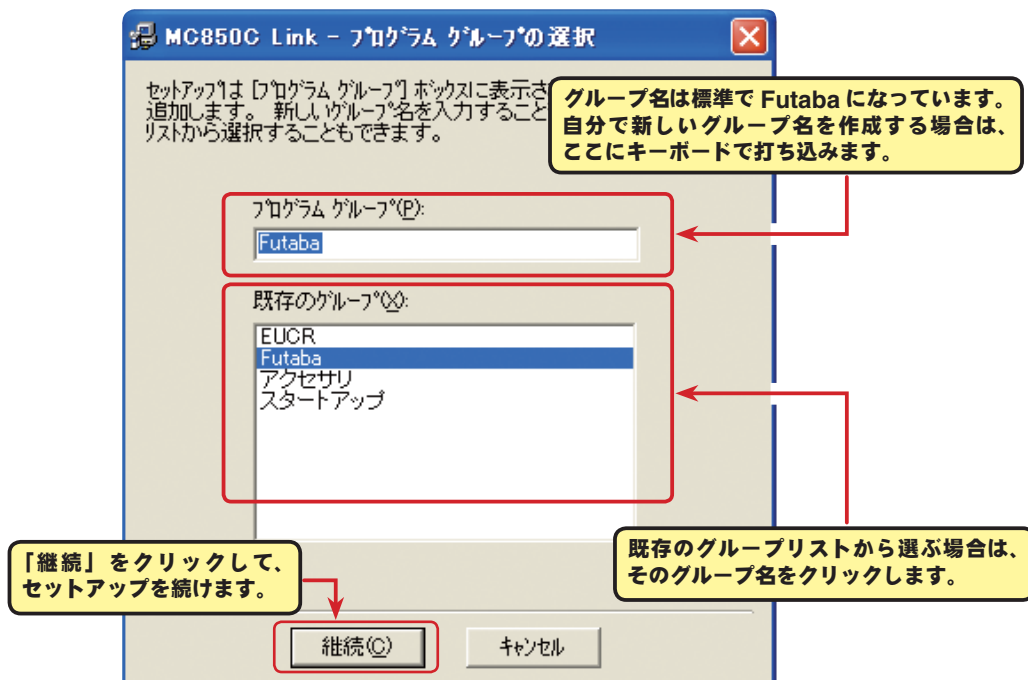 MC850C Link - プログラム グループの選択
セットアップは [プログラム グループ] ボックスに表示さ
追加します。 新しいグループ名を入力すること
リストから選択することもできます。
グループ名は標準で Futaba になっています。
自分で新しいグループ名を作成する場合は、
ここにキーボードで打ち込みます。
プログラム グループ(P):
Futaba
既存のグループ(X):
EUCR
Futaba
アクセサリ
スタートアップ
既存のグループリストから選ぶ場合は、
そのグループ名をクリックします。
「継続」をクリックして、
セットアップを続けます。
継続(C)
キャンセル